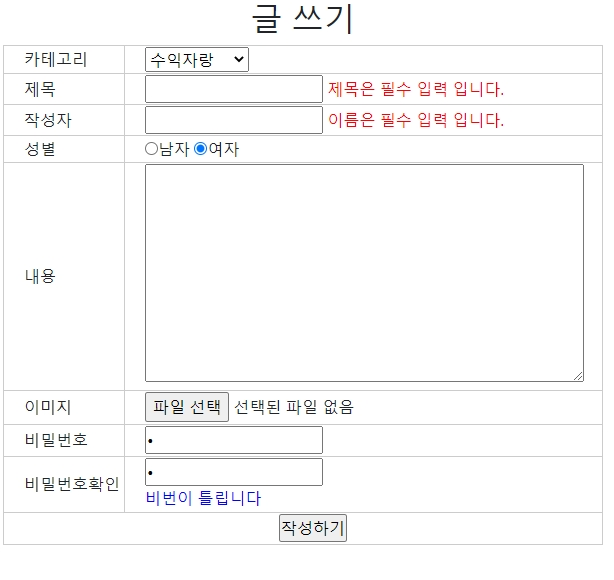 글 쓰기
카테고리 수익자랑
제목 제목은 필수 입력 입니다.
작성자 이름은 필수 입력 입니다.
성별 남자 여자
내용
이미지 파일 선택 선택된 파일 없음
비밀번호 •
비밀번호확인 •
비번이 틀립니다
작성하기